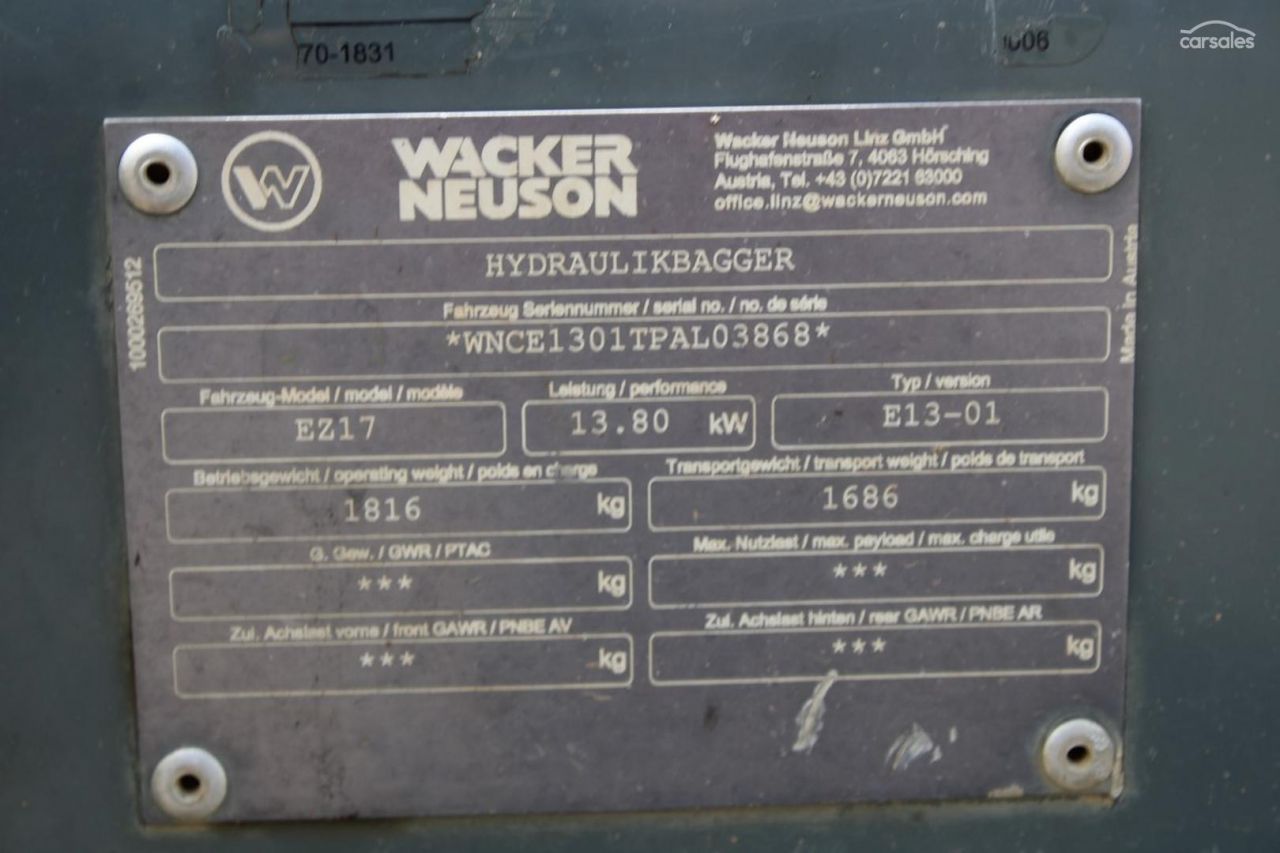 70-1831
006
carsales
WACKER
NEUSON
Wacker Neuson Linz GmbH
Flughafenstraße 7, 4063 Hörsching
Austria, Tel. +43 (0)7221 63000
office.linz@wackerneuson.com
HYDRAULIKBAGGER
Fahrzeug Seriennummer / serial no. / no. de série
*WNCE1301TPAL03868*
1000269512
Made in Austria
Fahrzeug-Model / model / modèle
Leistung / performance
Typ / version
EZ17
13.80 kW
E13-01
Betriebsgewicht / operating weight / poids en charge
Transportgewicht / transport weight / poids de transport
1816 kg
1686 kg
G. Gew. / GWR / PTAC
Max. Nutzlast / max. payload / max. charge utile
*** kg
*** kg
Zul. Achslast vorne / front GAWR / PNBE AV
Zul. Achslast hinten / rear GAWR / PNBE AR
*** kg
*** kg